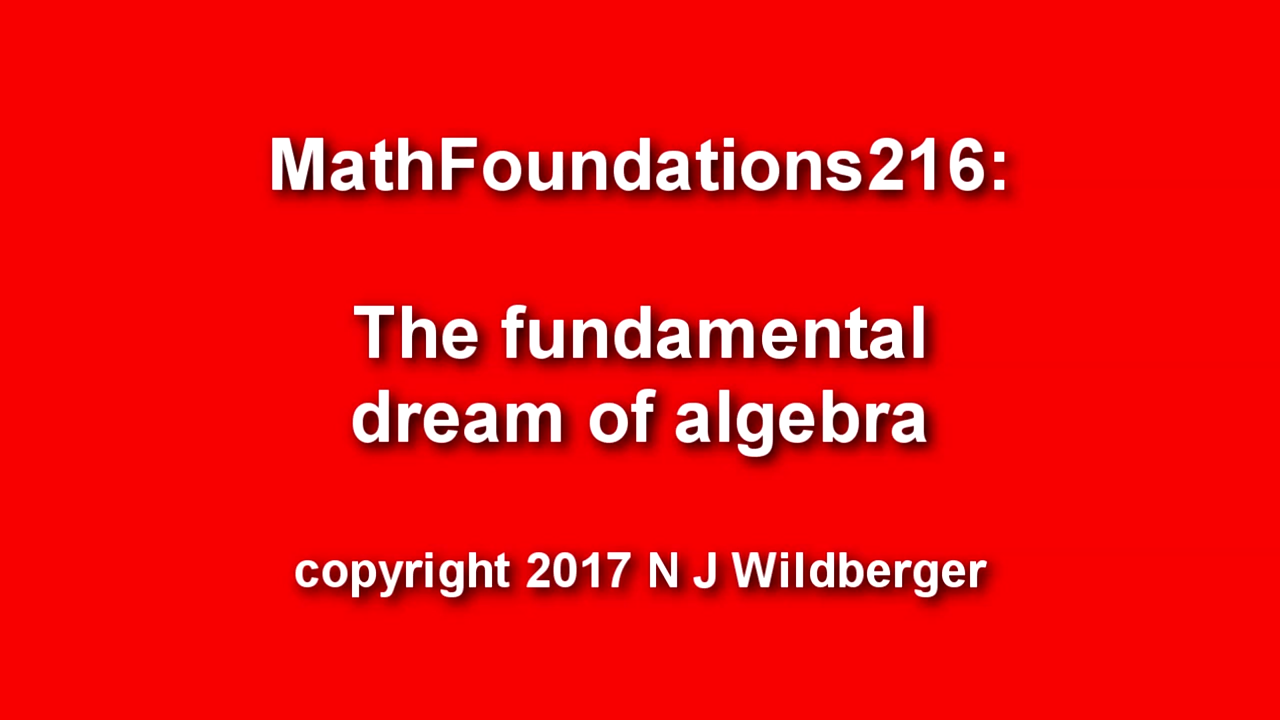 MathFoundations216:
The fundamental
dream of algebra
copyright 2017 N J Wildberger